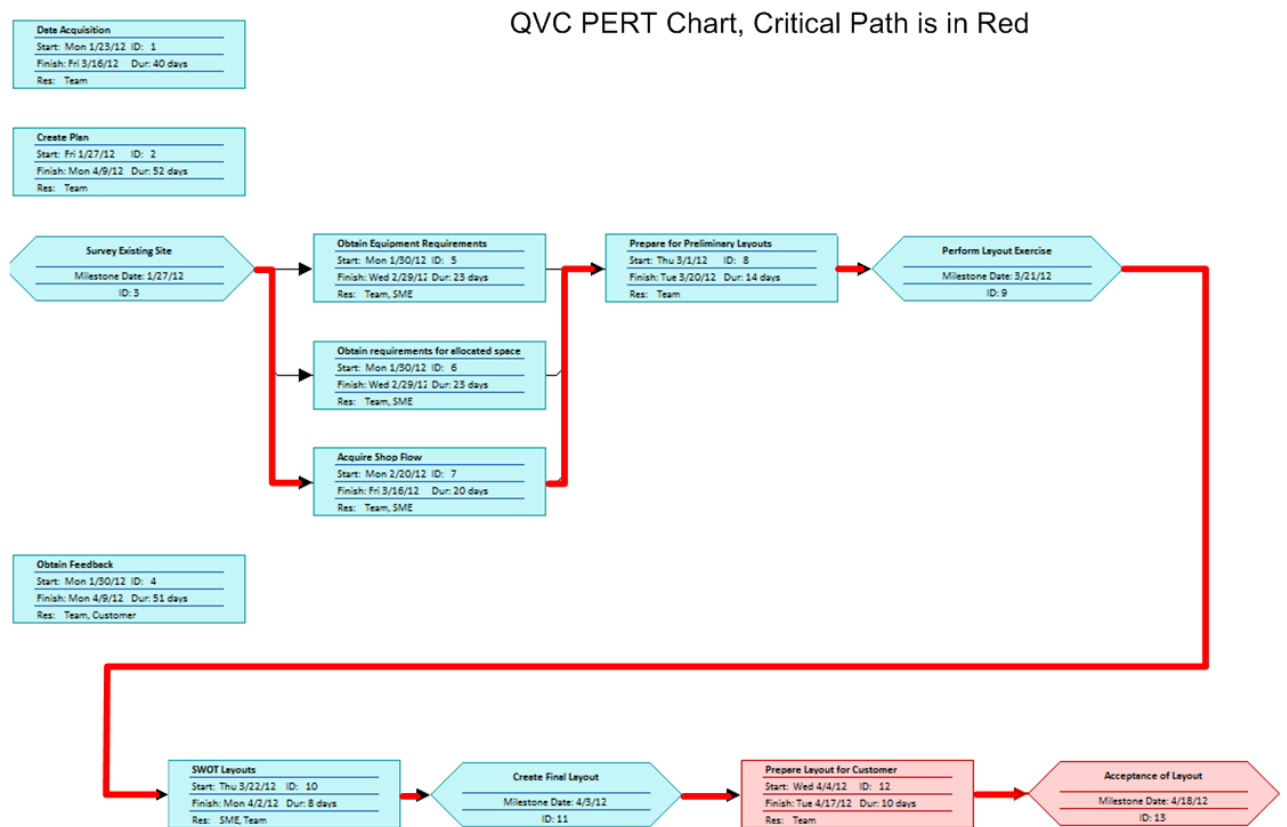 QVC PERT Chart, Critical Path is in Red
Data Acquisition
Start: Mon 1/23/12 ID: 1
Finish: Fri 3/16/12 Dur: 40 days
Res: Team
Create Plan
Start: Fri 1/27/12 ID: 2
Finish: Mon 4/9/12 Dur: 52 days
Res: Team
Survey Existing Site
Milestone Date: 1/27/12
ID: 3
Obtain Equipment Requirements
Start: Mon 1/30/12 ID: 5
Finish: Wed 2/29/12 Dur: 23 days
Res: Team, SME
Prepare for Preliminary Layouts
Start: Thu 3/1/12 ID: 8
Finish: Tue 3/20/12 Dur: 14 days
Res: Team
Perform Layout Exercise
Milestone Date: 3/21/12
ID: 9
Obtain requirements for allocated space
Start: Mon 1/30/12 ID: 6
Finish: Wed 2/29/12 Dur: 23 days
Res: Team, SME
Acquire Shop Flow
Start: Mon 2/20/12 ID: 7
Finish: Fri 3/16/12 Dur: 20 days
Res: Team, SME
Obtain Feedback
Start: Mon 1/30/12 ID: 4
Finish: Mon 4/9/12 Dur: 51 days
Res: Team, Customer
SWOT Layouts
Start: Thu 3/22/12 ID: 10
Finish: Mon 4/2/12 Dur: 8 days
Res: SME, Team
Create Final Layout
Milestone Date: 4/3/12
ID: 11
Prepare Layout for Customer
Start: Wed 4/4/12 ID: 12
Finish: Tue 4/17/12 Dur: 10 days
Res: Team
Acceptance of Layout
Milestone Date: 4/18/12
ID: 13